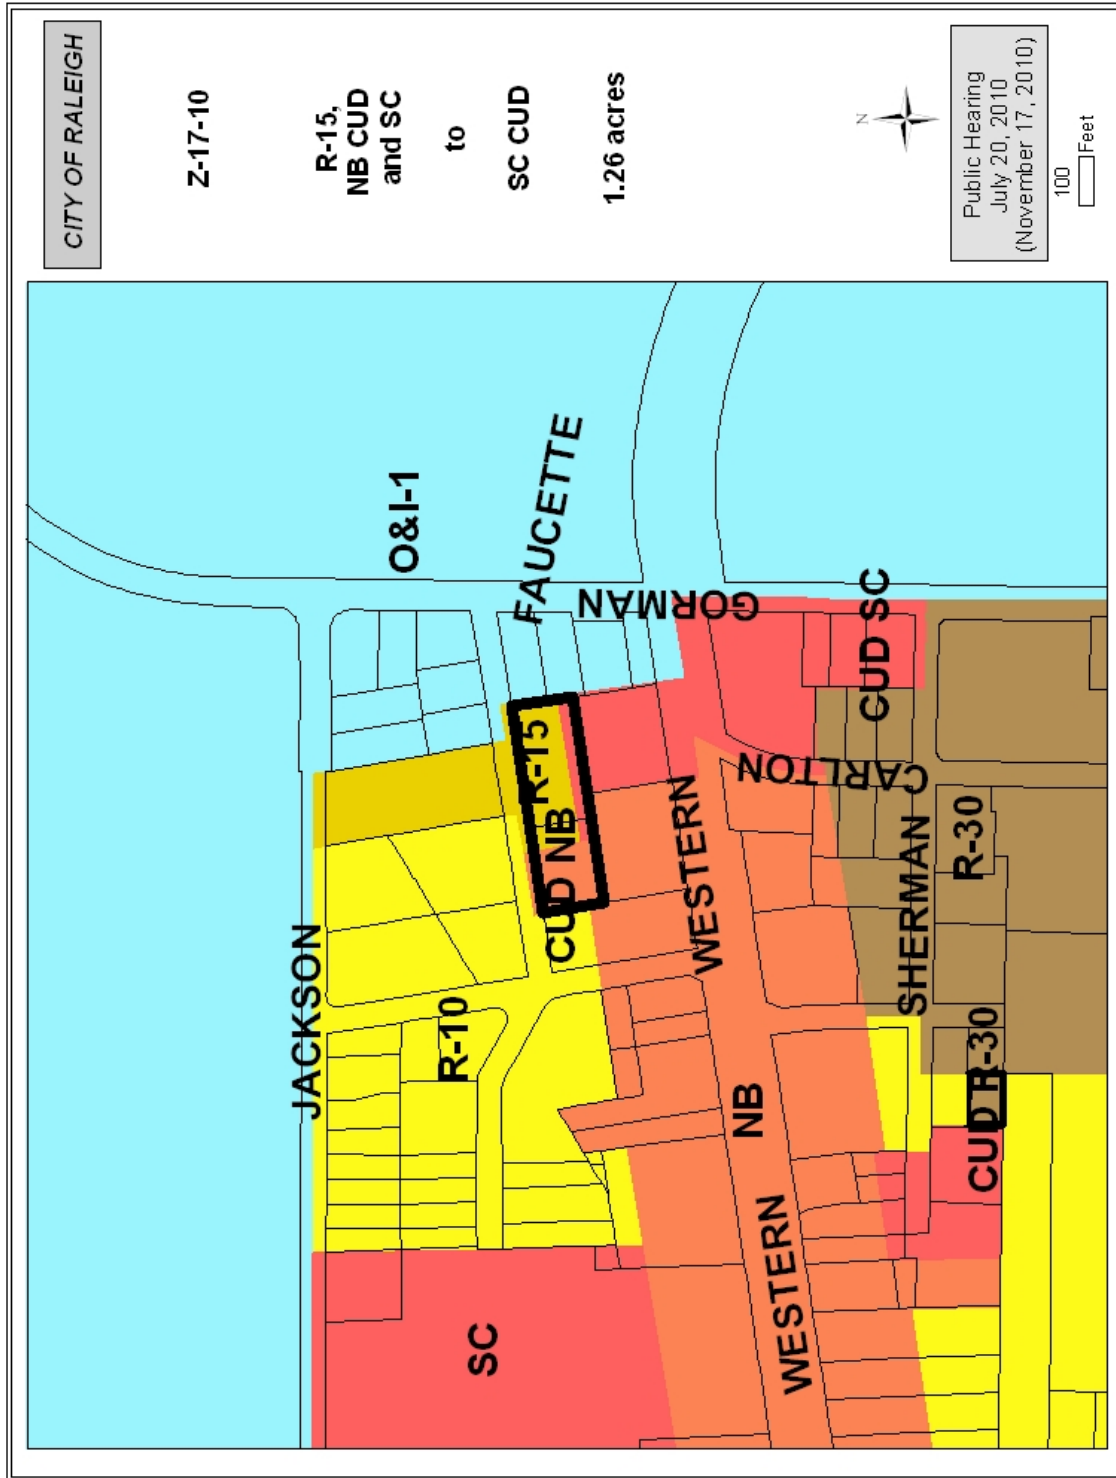 CITY OF RALEIGH
Z-17-10
R-15,
NB CUD
and SC
to
SC CUD
1.26 acres
N
Public Hearing
July 20, 2010
(November 17, 2010)
100
Feet
JACKSON
O&I-1
R-10
FAUCETTE
R-15
CUD NB
GORMAN
SC
WESTERN
CARLTON
CUD SC
NB
WESTERN
SHERMAN
R-30
CUD R-30